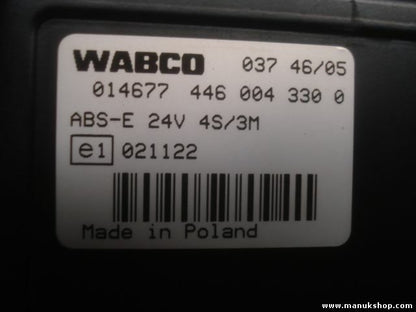 WABCO 037 46/05
014677 446 004 330 0
ABS-E 24V 4S/3M
e1 021122
Made in Poland
www.manukshop.com